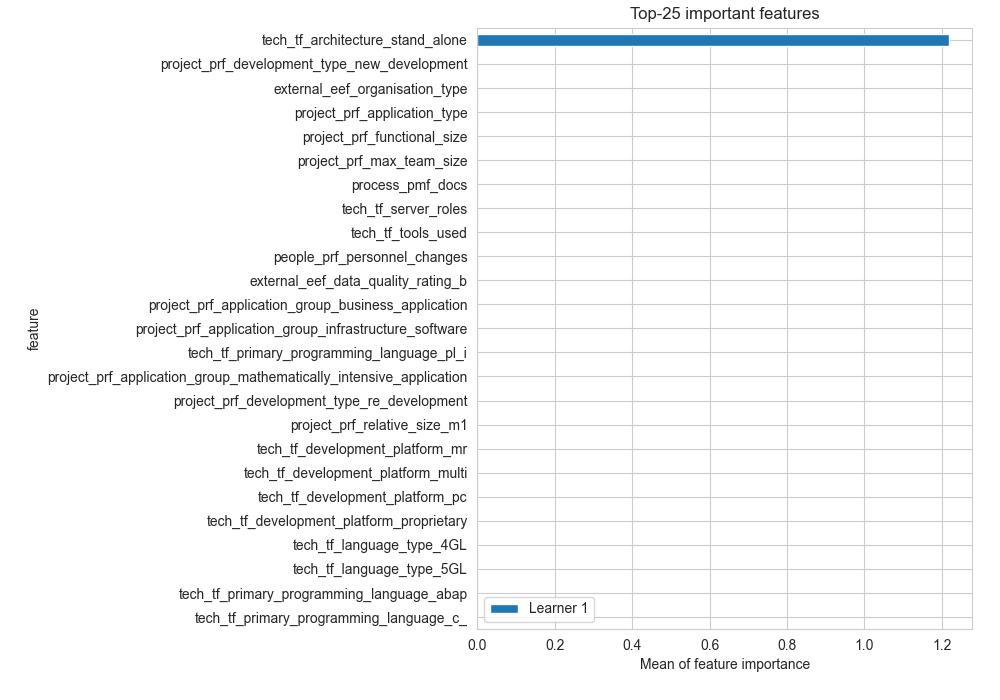 Top-25 important features
tech_tf_architecture_stand_alone
project_prf_development_type_new_development
external_eef_organisation_type
project_prf_application_type
project_prf_functional_size
project_prf_max_team_size
process_pmf_docs
tech_tf_server_roles
tech_tf_tools_used
people_prf_personnel_changes
external_eef_data_quality_rating_b
project_prf_application_group_business_application
project_prf_application_group_infrastructure_software
tech_tf_primary_programming_language_pl_i
project_prf_application_group_mathematically_intensive_application
project_prf_development_type_re_development
project_prf_relative_size_m1
tech_tf_development_platform_mr
tech_tf_development_platform_multi
tech_tf_development_platform_pc
tech_tf_development_platform_proprietary
tech_tf_language_type_4GL
tech_tf_language_type_5GL
tech_tf_primary_programming_language_abap
tech_tf_primary_programming_language_c_
feature
Learner 1
0.0 0.2 0.4 0.6 0.8 1.0 1.2
Mean of feature importance